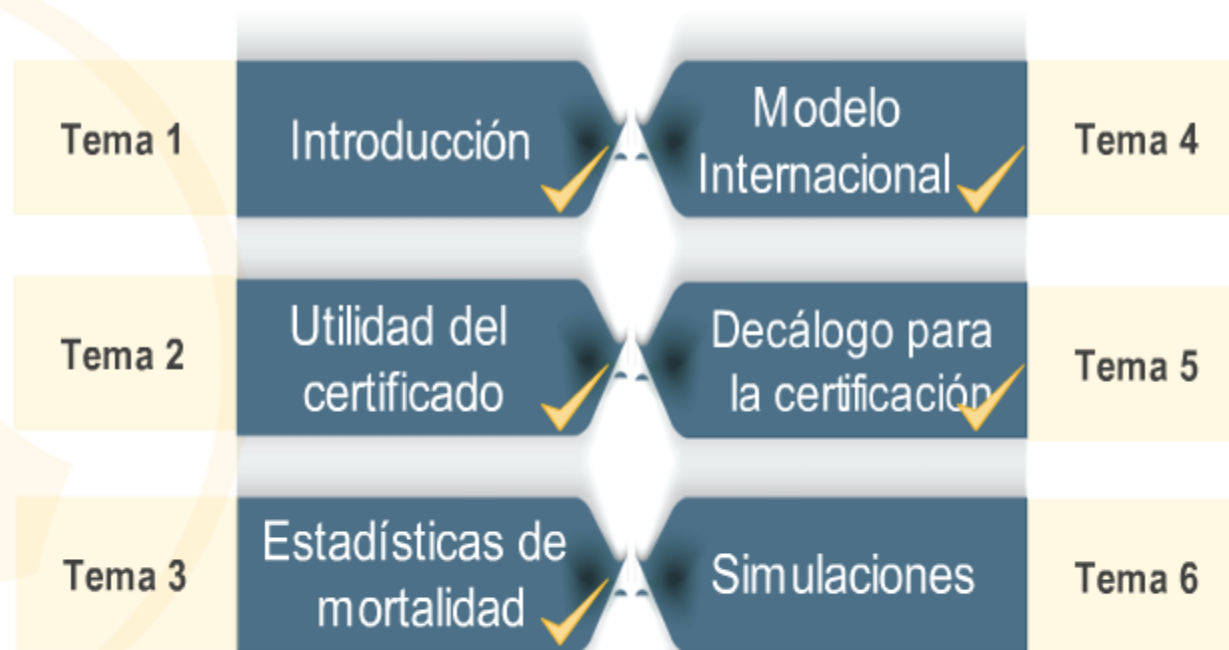 Tema 1
Introducción
Modelo
Internacional
Tema 4
Tema 2
Utilidad del
certificado
Decálogo para
la certificación
Tema 5
Tema 3
Estadísticas de
mortalidad
Simulaciones
Tema 6